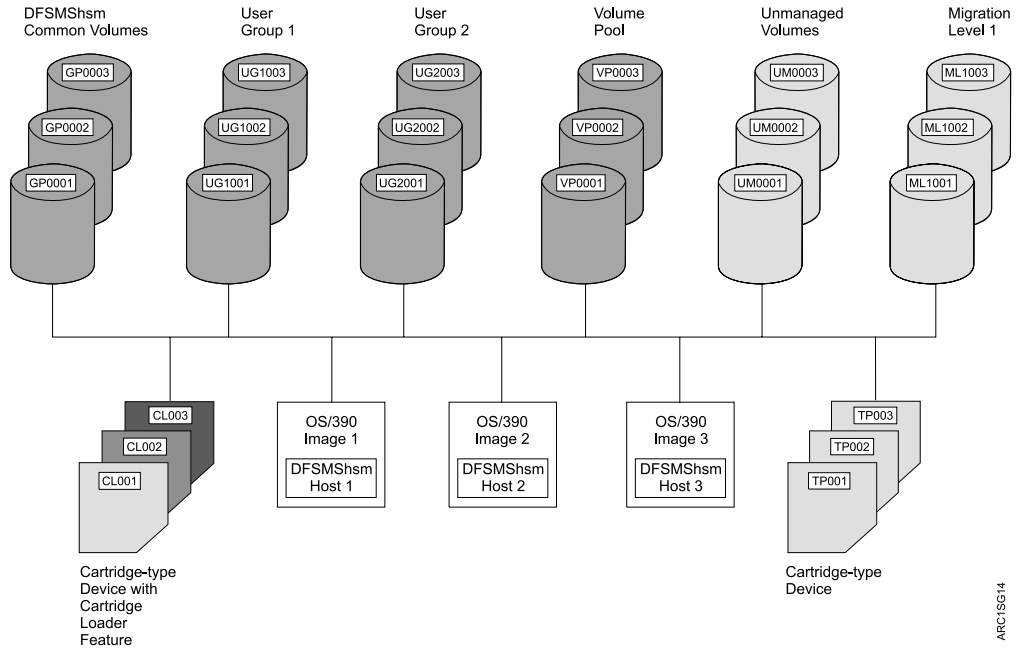 DFSMShsm
Common Volumes
User
Group 1
User
Group 2
Volume
Pool
Unmanaged
Volumes
Migration
Level 1
GP0003
GP0002
GP0001
UG1003
UG1002
UG1001
UG2003
UG2002
UG2001
VP0003
VP0002
VP0001
UM0003
UM0002
UM0001
ML1003
ML1002
ML1001
CL003
CL002
CL001
Cartridge-type
Device with
Cartridge
Loader
Feature
OS/390
Image 1
DFSMShsm
Host 1
OS/390
Image 2
DFSMShsm
Host 2
OS/390
Image 3
DFSMShsm
Host 3
TP003
TP002
TP001
Cartridge-type
Device
ARC1SG14